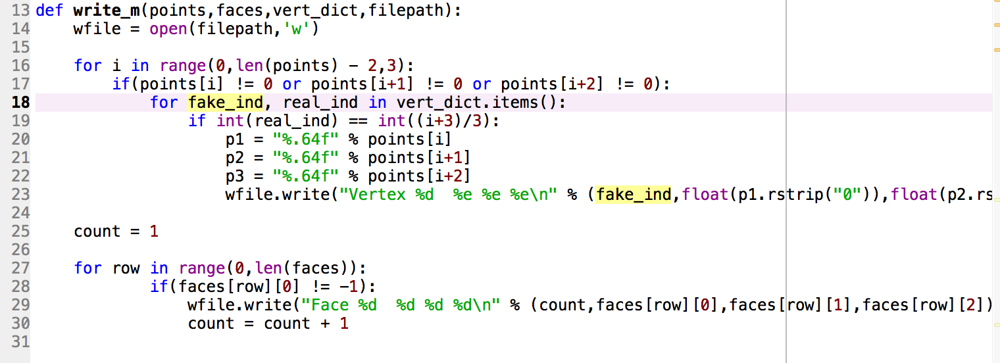 13 def write_m(points,faces,vert_dict,filepath):
14     wfile = open(filepath,'w')
15
16     for i in range(0,len(points) - 2,3):
17         if(points[i] != 0 or points[i+1] != 0 or points[i+2] != 0):
18             for fake_ind, real_ind in vert_dict.items():
19                 if int(real_ind) == int((i+3)/3):
20                     p1 = "%.64f" % points[i]
21                     p2 = "%.64f" % points[i+1]
22                     p3 = "%.64f" % points[i+2]
23                     wfile.write("Vertex %d  %e %e %e\n" % (fake_ind,float(p1.rstrip("0")),float(p2.rs
24
25     count = 1
26
27     for row in range(0,len(faces)):
28             if(faces[row][0] != -1):
29                 wfile.write("Face %d  %d %d %d\n" % (count,faces[row][0],faces[row][1],faces[row][2])
30                 count = count + 1
31